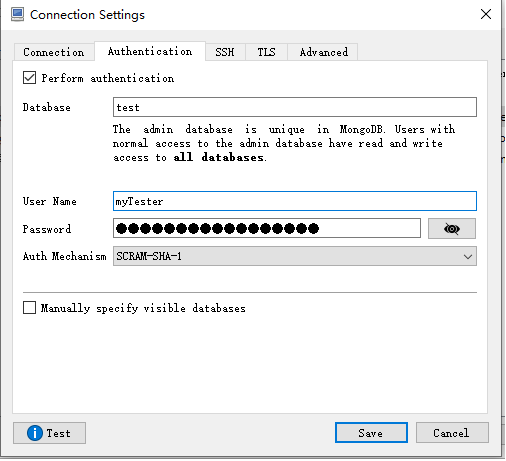 Connection Settings
Connection Authentication SSH TLS Advanced
Perform authentication
Database test
The admin database is unique in MongoDB. Users with
normal access to the admin database have read and write
access to all databases.
User Name myTester
Password
Auth Mechanism SCRAM-SHA-1
Manually specify visible databases
Test Save Cancel